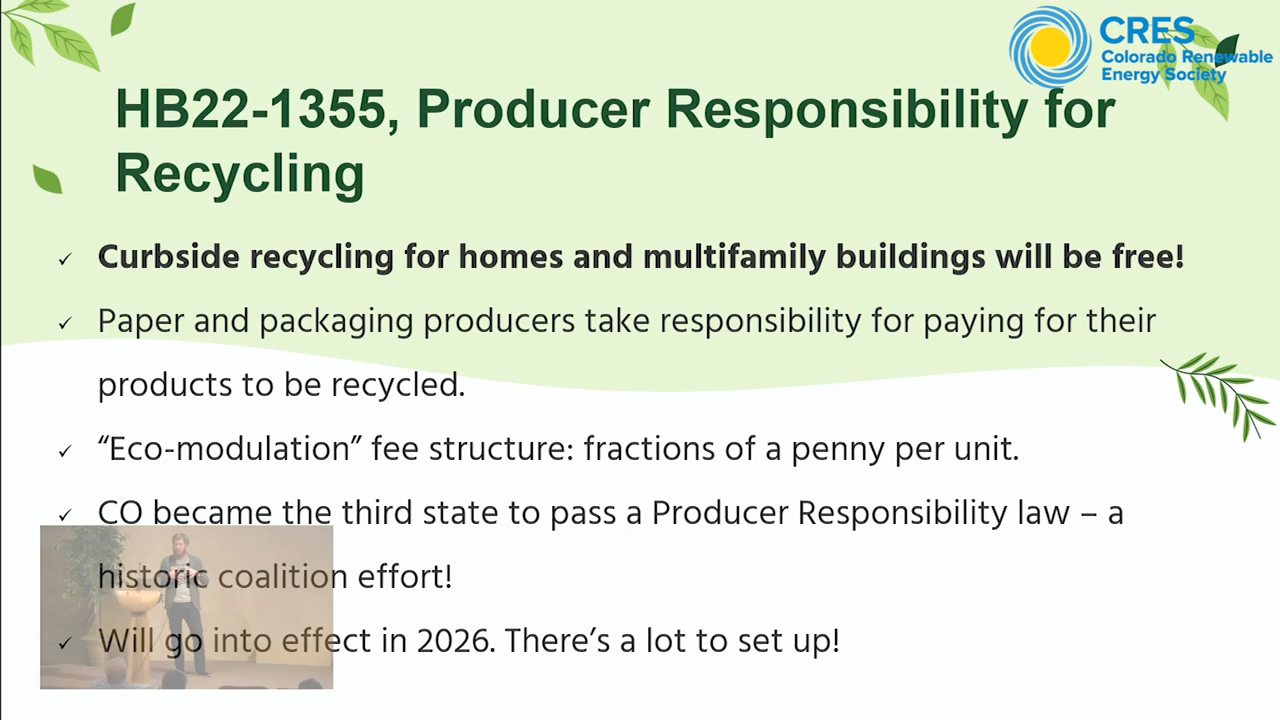 CRES
Colorado Renewable
Energy Society
HB22-1355, Producer Responsibility for
Recycling
✓ Curbside recycling for homes and multifamily buildings will be free!
✓ Paper and packaging producers take responsibility for paying for their
products to be recycled.
✓ “Eco-modulation” fee structure: fractions of a penny per unit.
✓ CO became the third state to pass a Producer Responsibility law – a
historic coalition effort!
✓ Will go into effect in 2026. There’s a lot to set up!